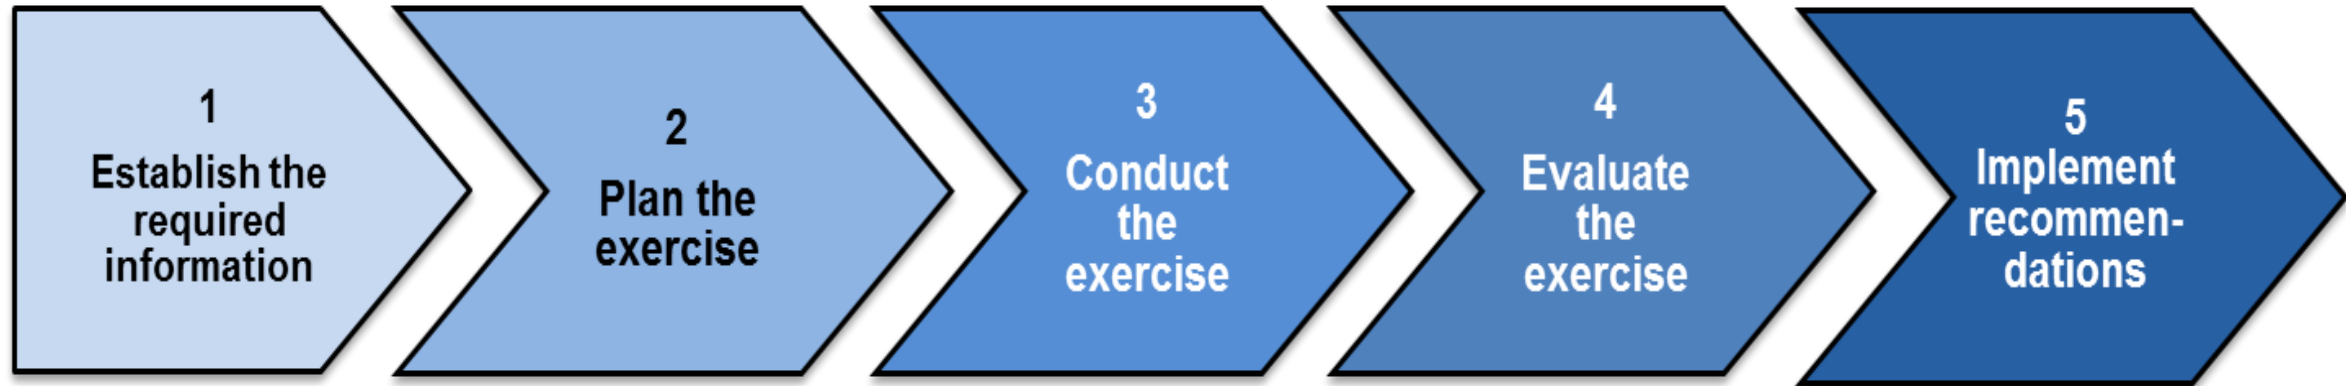 1
Establish the
required
information
2
Plan the
exercise
3
Conduct
the
exercise
4
Evaluate
the
exercise
5
Implement
recommen-
dations